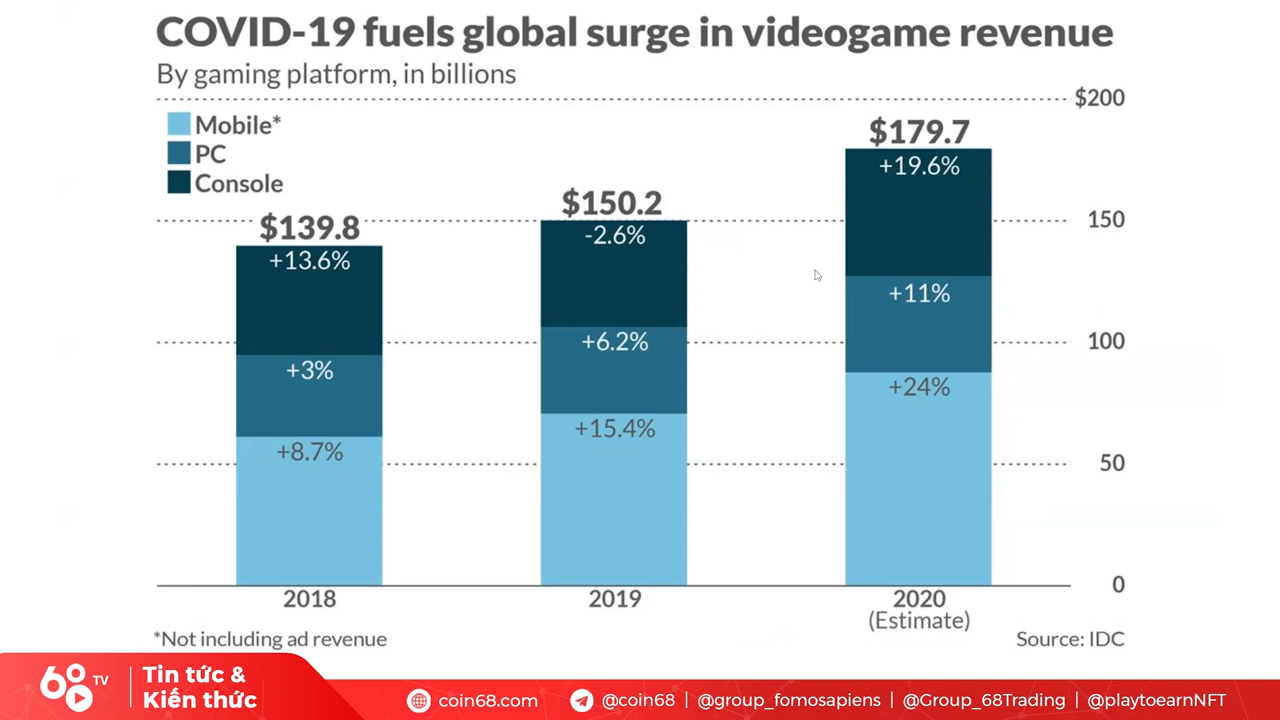 COVID-19 fuels global surge in videogame revenue
By gaming platform, in billions
$200
Mobile*
PC
Console
$139.8
+13.6%
+3%
+8.7%
$150.2
-2.6%
+6.2%
+15.4%
$179.7
+19.6%
+11%
+24%
150
100
50
0
2018
2019
2020
(Estimate)
*Not including ad revenue
Source: IDC
68 TV
Tin tức &
Kiến thức
coin68.com
@coin68 | @group_fomosapiens | @Group_68Trading | @playtoearnNFT